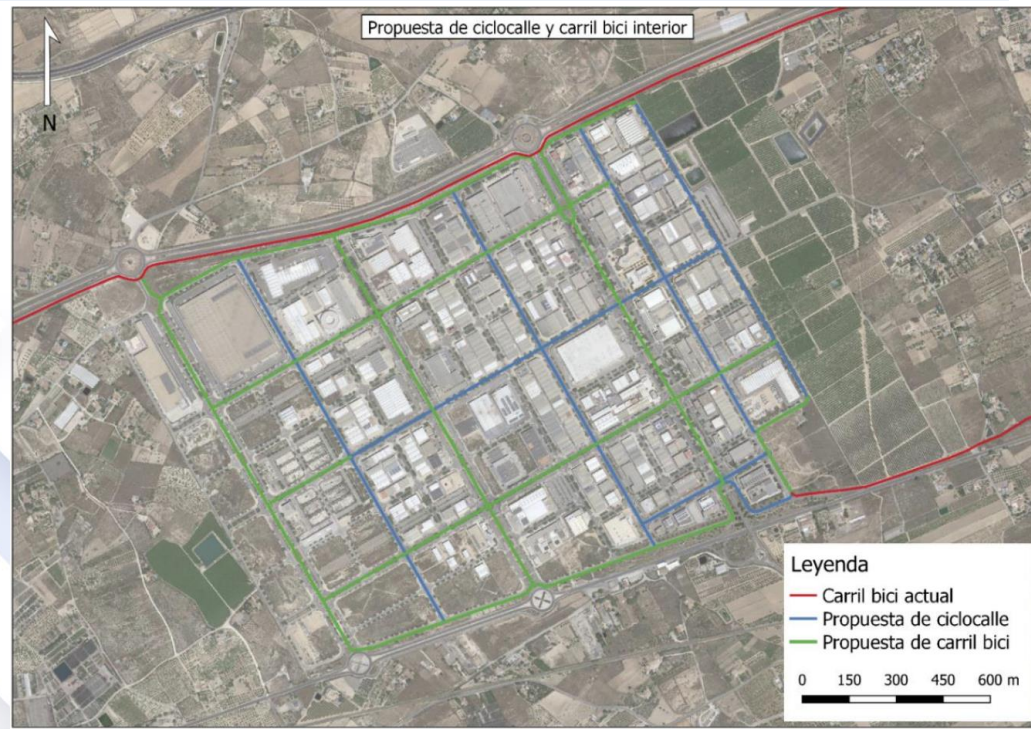 Propuesta de ciclocalle y carril bici interior
N
Leyenda
Carril bici actual
Propuesta de ciclocalle
Propuesta de carril bici
0 150 300 450 600 m